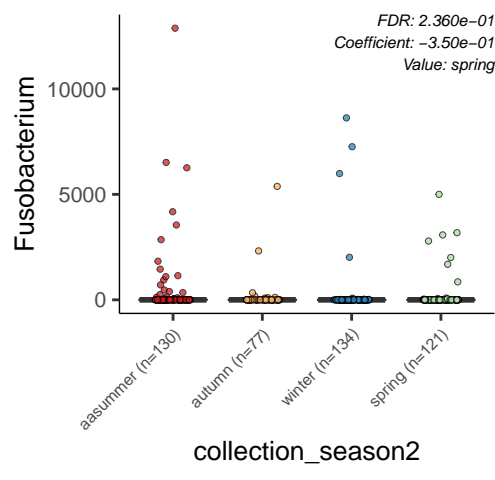 FDR: 2.360e−01
Coefficient: −3.50e−01
Value: spring
Fusobacterium
10000
5000
0
aasummer (n=130)
autumn (n=77)
winter (n=134)
spring (n=121)
collection_season2